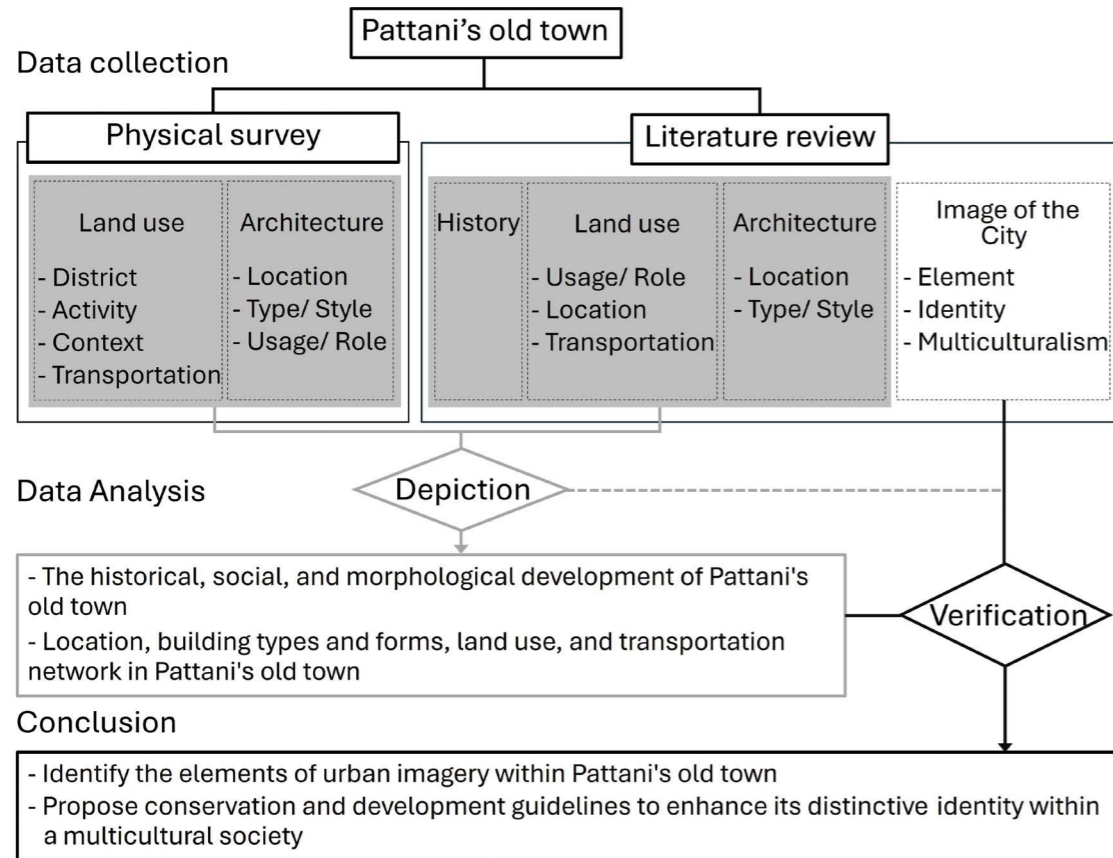 Pattani's old town
Data collection
Physical survey
Literature review
Land use
- District
- Activity
- Context
- Transportation
Architecture
- Location
- Type/ Style
- Usage/ Role
History
Land use
- Usage/ Role
- Location
- Transportation
Architecture
- Location
- Type/ Style
Image of the
City
- Element
- Identity
- Multiculturalism
Data Analysis
Depiction
- The historical, social, and morphological development of Pattani's
old town
- Location, building types and forms, land use, and transportation
network in Pattani's old town
Verification
Conclusion
- Identify the elements of urban imagery within Pattani's old town
- Propose conservation and development guidelines to enhance its distinctive identity within
a multicultural society